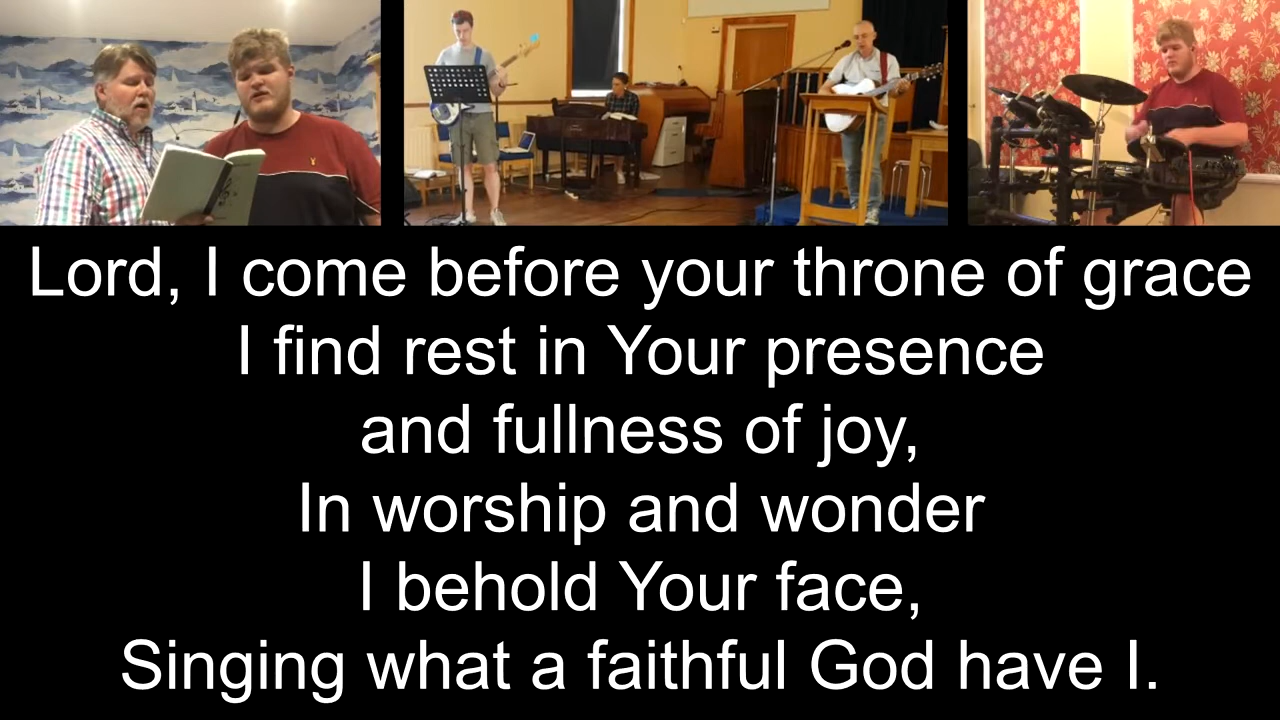 Lord, I come before your throne of grace
I find rest in Your presence
and fullness of joy,
In worship and wonder
I behold Your face,
Singing what a faithful God have I.